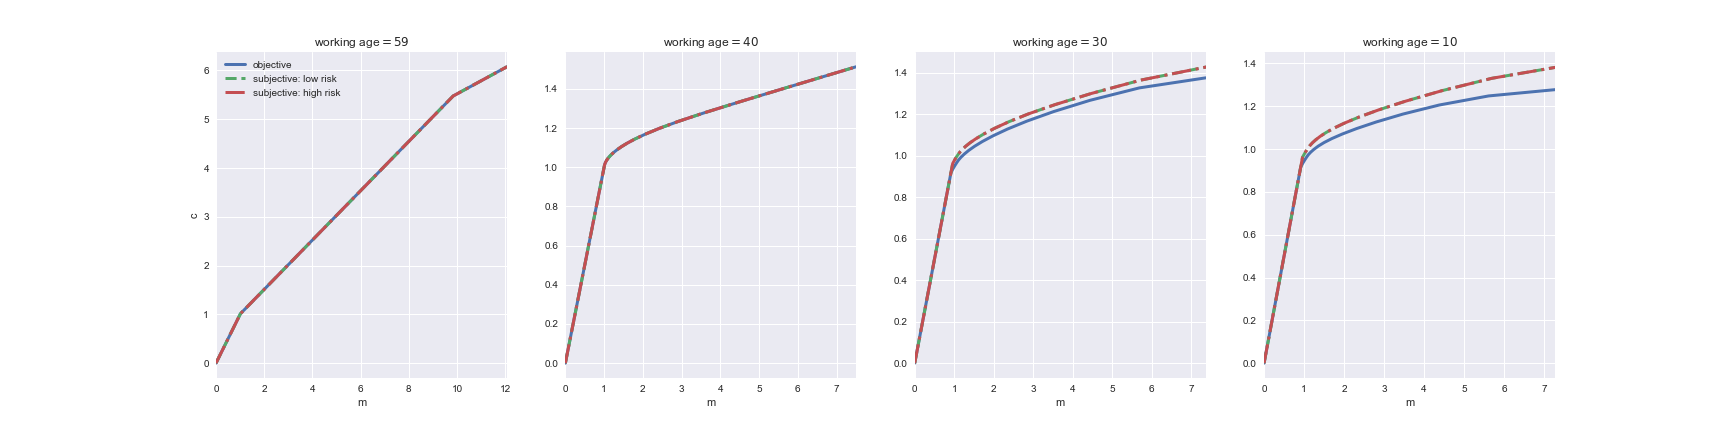 working age = 59
objective
subjective: low risk
subjective: high risk
c
6
5
4
3
2
1
0
0 2 4 6 8 10 12
m
working age = 40
1.4
1.2
1.0
0.8
0.6
0.4
0.2
0.0
0 1 2 3 4 5 6 7
m
working age = 30
1.4
1.2
1.0
0.8
0.6
0.4
0.2
0.0
0 1 2 3 4 5 6 7
m
working age = 10
1.4
1.2
1.0
0.8
0.6
0.4
0.2
0.0
0 1 2 3 4 5 6 7
m